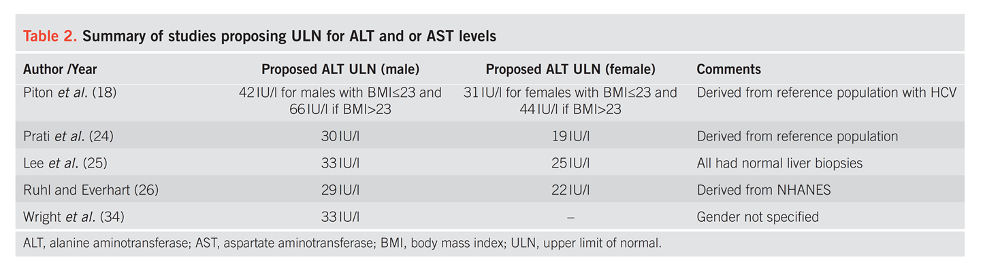 Table 2. Summary of studies proposing ULN for ALT and or AST levels
Author /Year Proposed ALT ULN (male) Proposed ALT ULN (female) Comments
Piton et al. (18) 42 IU/l for males with BMI≤23 and 66 IU/l if BMI>23 31 IU/l for females with BMI≤23 and 44 IU/l if BMI>23 Derived from reference population with HCV
Prati et al. (24) 30 IU/l 19 IU/l Derived from reference population
Lee et al. (25) 33 IU/l 25 IU/l All had normal liver biopsies
Ruhl and Everhart (26) 29 IU/l 22 IU/l Derived from NHANES
Wright et al. (34) 33 IU/l – Gender not specified
ALT, alanine aminotransferase; AST, aspartate aminotransferase; BMI, body mass index; ULN, upper limit of normal.